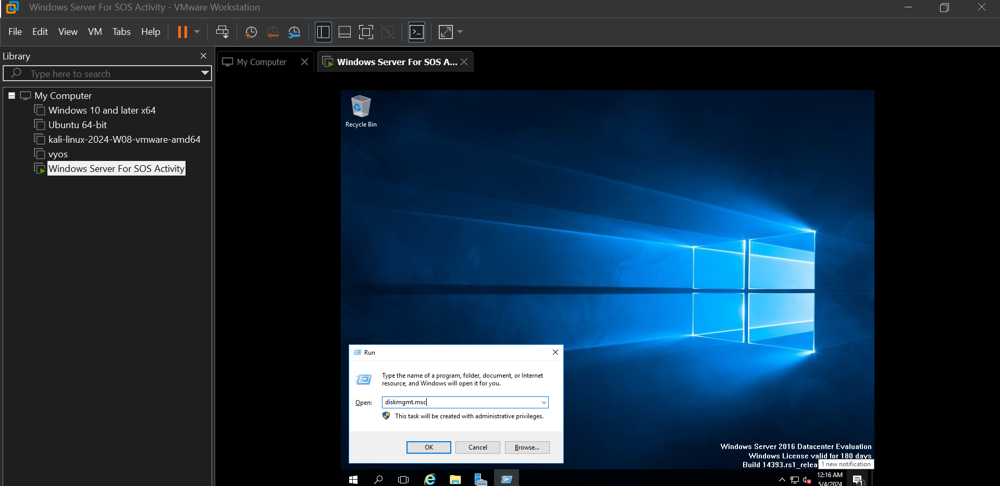 Windows Server For SOS Activity - VMware Workstation
File Edit View VM Tabs Help
Library
Type here to search
My Computer
Windows 10 and later x64
Ubuntu 64-bit
kali-linux-2024-W08-vmware-amd64
vyos
Windows Server For SOS Activity
My Computer
Windows Server For SOS A...
Recycle Bin
Run
Type the name of a program, folder, document, or Internet
resource, and Windows will open it for you.
Open: diskmgmt.msc
This task will be created with administrative privileges.
OK Cancel Browse...
Windows Server 2016 Datacenter Evaluation
Windows License valid for 180 days
Build 14393.rs1_relea
1 new notification
12:16 AM
5/4/2024
1